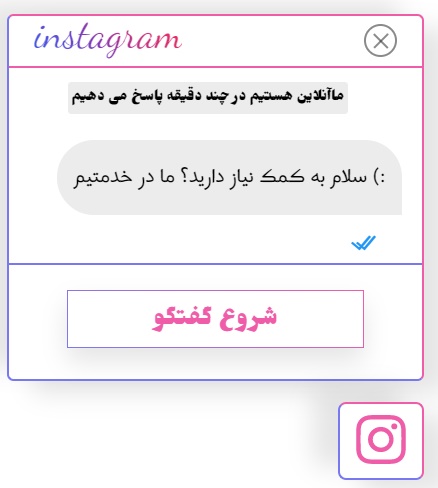 instagram
ماآنلاین هستیم در چند دقیقه پاسخ می دهیم
سلام به کمک نیاز دارید؟ ما در خدمتیم (:
شروع گفتگو